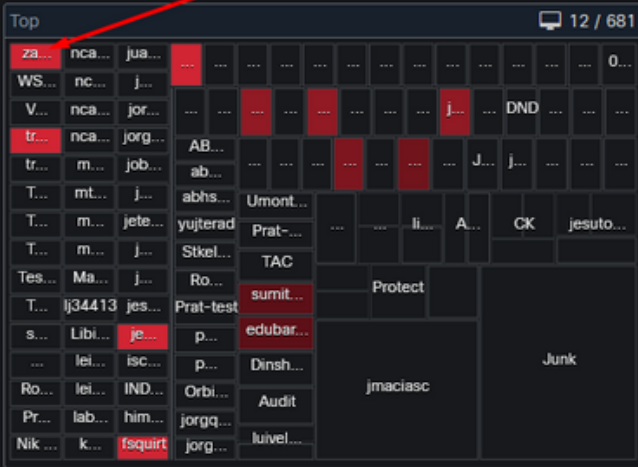 Top
12 / 681
za... nca... jua... ... ... ... ... ... ... ... ... ... ... ... ... ... 0...
WS... nc... j...
V... nca... jor... ... ... ... ... ... ... ... ... j... ... DND ... ... ...
tr... nca... jorg...
AB... ... ... ... ... ... ... ... J... j... ... ... ...
tr... m... job...
ab...
T... mt... j...
abhs... Umont...
T... m... jete...
yujterad Prat-... ... ... li... A... CK jesuto...
T... m... j...
Stkel... TAC
Tes... Ma... j...
Ro... sumit... Protect
T... lj34413 jes...
Prat-test
s... Libi... je...
p... edubar...
... lei... isc...
p... Dinsh... Junk
Ro... lei... IND...
Orbi... Audit jmaciasc
Pr... lab... him...
jorgq...
Nik ... k... fsquirt
jorg... luivel...